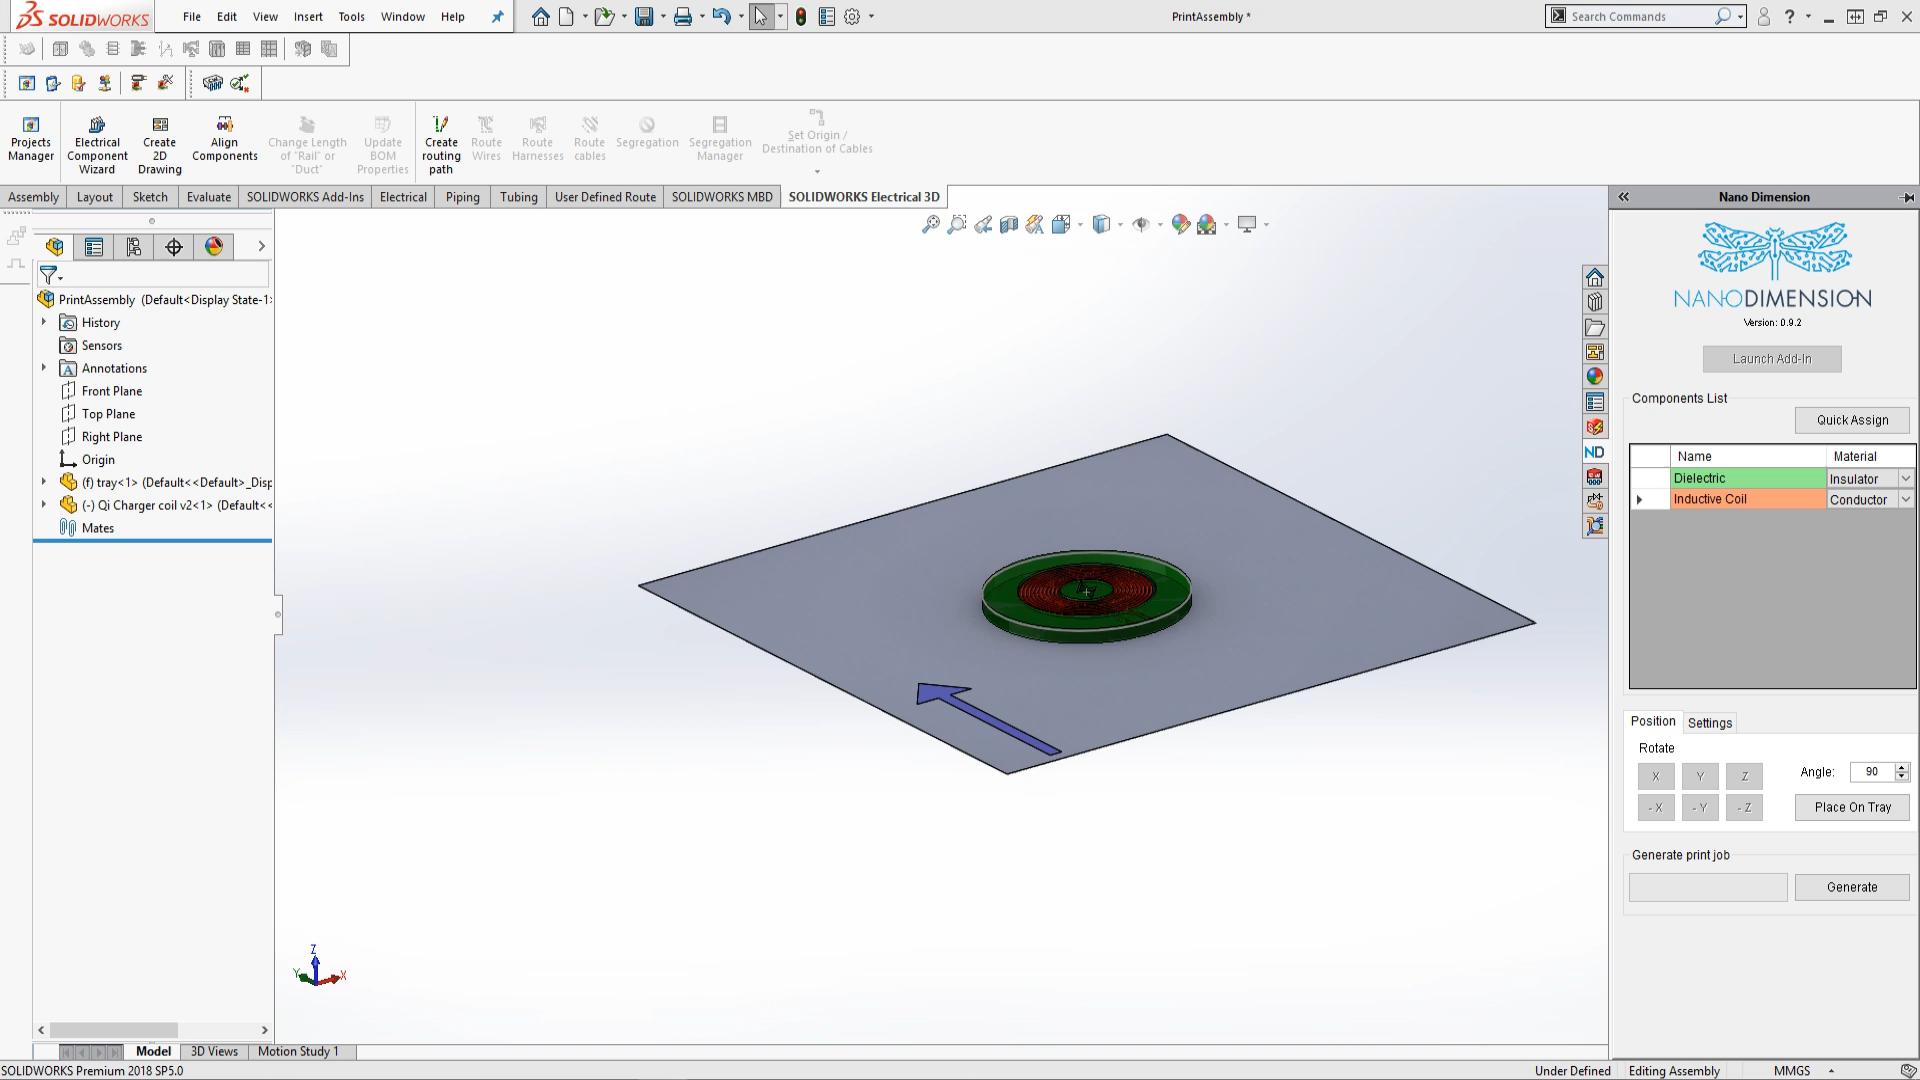 SOLIDWORKS
File Edit View Insert Tools Window Help
PrintAssembly *
Search Commands
?
Projects Manager
Electrical Component Wizard
Create 2D Drawing
Align Components
Change Length of "Rail" or "Duct"
Update BOM Properties
Create routing path
Route Wires
Route Harnesses
Route cables
Segregation
Segregation Manager
Set Origin / Destination of Cables
Assembly Layout Sketch Evaluate SOLIDWORKS Add-Ins Electrical Piping Tubing User Defined Route SOLIDWORKS MBD SOLIDWORKS Electrical 3D
PrintAssembly (Default<Display State-1>
History
Sensors
Annotations
Front Plane
Top Plane
Right Plane
Origin
(f) tray<1> (Default<<Default>_Disp
(-) Qi Charger coil v2<1> (Default<<
Mates
Z
Y
X
Nano Dimension
NANODIMENSION
Version: 0.9.2
Launch Add-In
Components List
Quick Assign
ND
Name Material
Dielectric Insulator
Inductive Coil Conductor
Position Settings
Rotate
X Y Z
Angle: 90
- X - Y - Z
Place On Tray
Generate print job
Generate
Model 3D Views Motion Study 1
SOLIDWORKS Premium 2018 SP5.0
Under Defined Editing Assembly MMGS